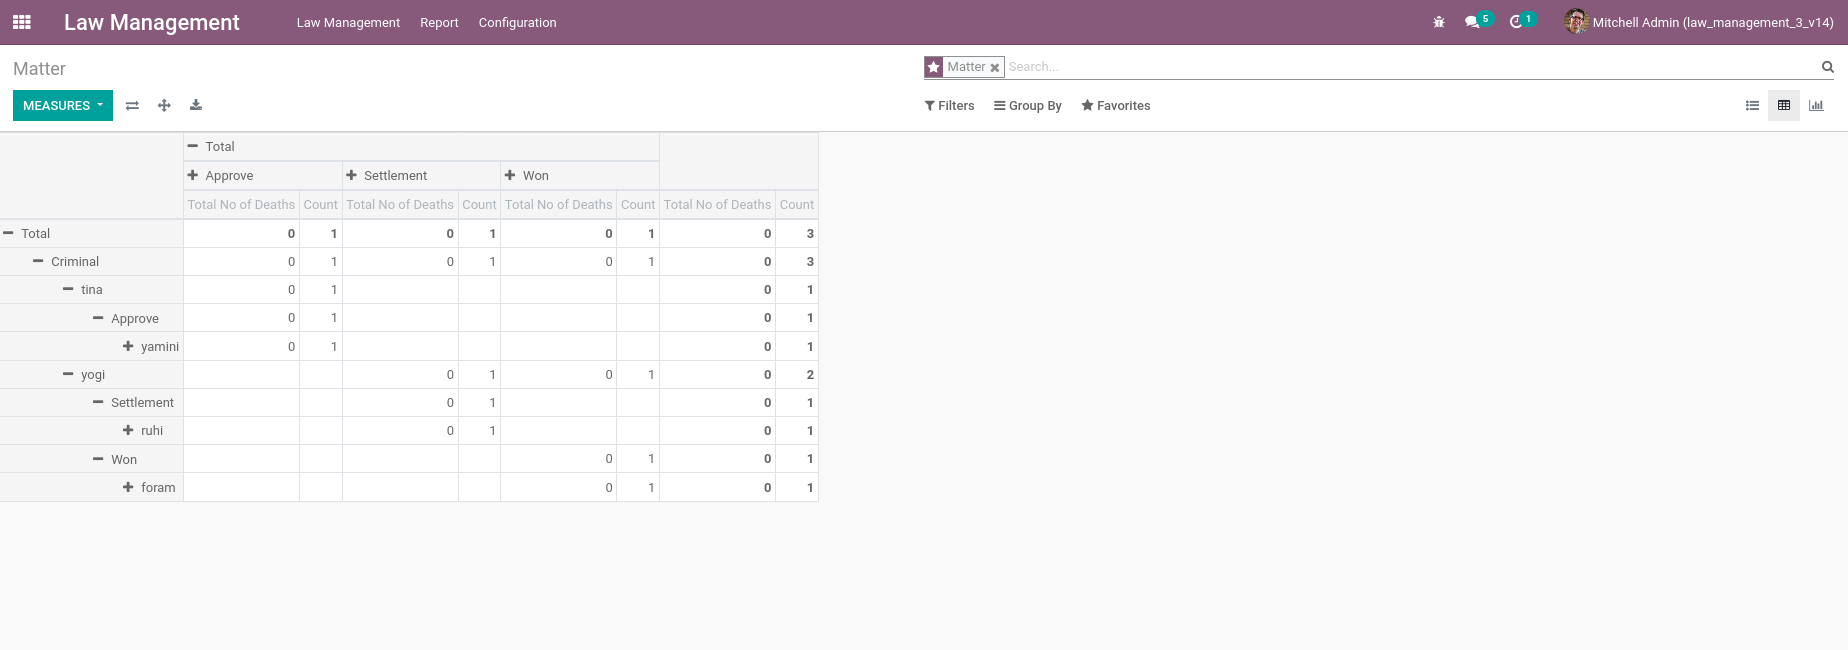 Law Management Law Management Report Configuration 5 1 Mitchell Admin (law_management_3_v14)
Matter Matter Search...
MEASURES Filters Group By Favorites
Total
Approve Settlement Won
Total No of Deaths Count Total No of Deaths Count Total No of Deaths Count Total No of Deaths Count
Total 0 1 0 1 0 1 0 3
Criminal 0 1 0 1 0 1 0 3
tina 0 1 0 1
Approve 0 1 0 1
yamini 0 1 0 1
yogi 0 1 0 1 0 2
Settlement 0 1 0 1
ruhi 0 1 0 1
Won 0 1 0 1
foram 0 1 0 1